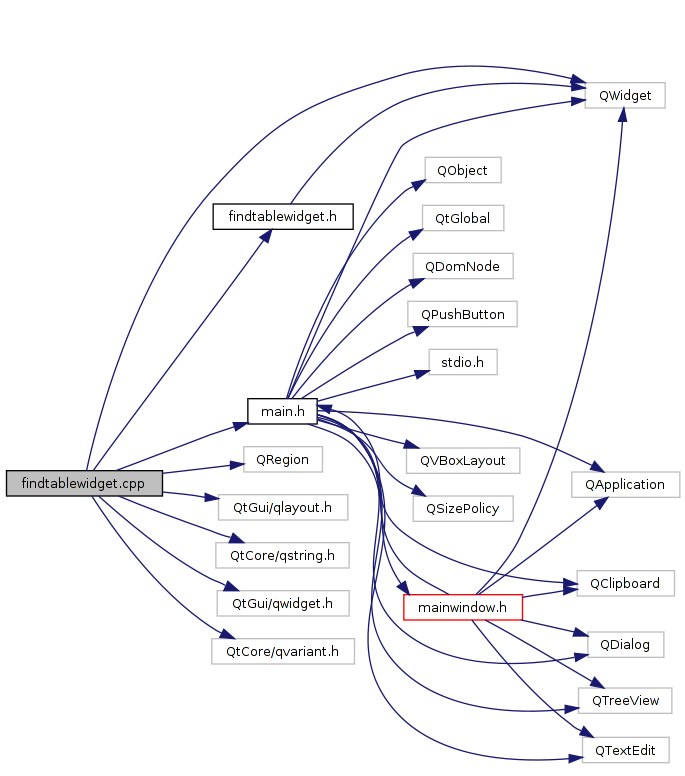 QWidget
QObject
findtablewidget.h
QtGlobal
QDomNode
QPushButton
stdio.h
main.h
QRegion
QVBoxLayout
findtablewidget.cpp
QApplication
QtGui/qlayout.h
QSizePolicy
QtCore/qstring.h
QClipboard
QtGui/qwidget.h
mainwindow.h
QDialog
QtCore/qvariant.h
QTreeView
QTextEdit